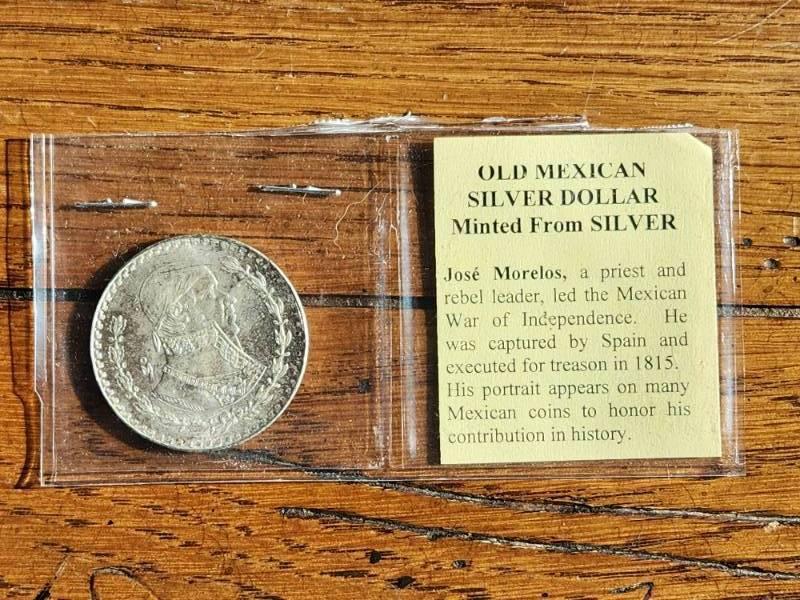 OLD MEXICAN
SILVER DOLLAR
Minted From SILVER
José Morelos, a priest and
rebel leader, led the Mexican
War of Independence. He
was captured by Spain and
executed for treason in 1815.
His portrait appears on many
Mexican coins to honor his
contribution in history.